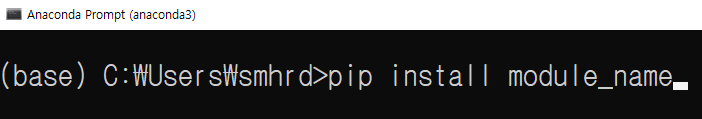 Anaconda Prompt (anaconda3)
(base) C:₩Users₩smhrd>pip install module_name